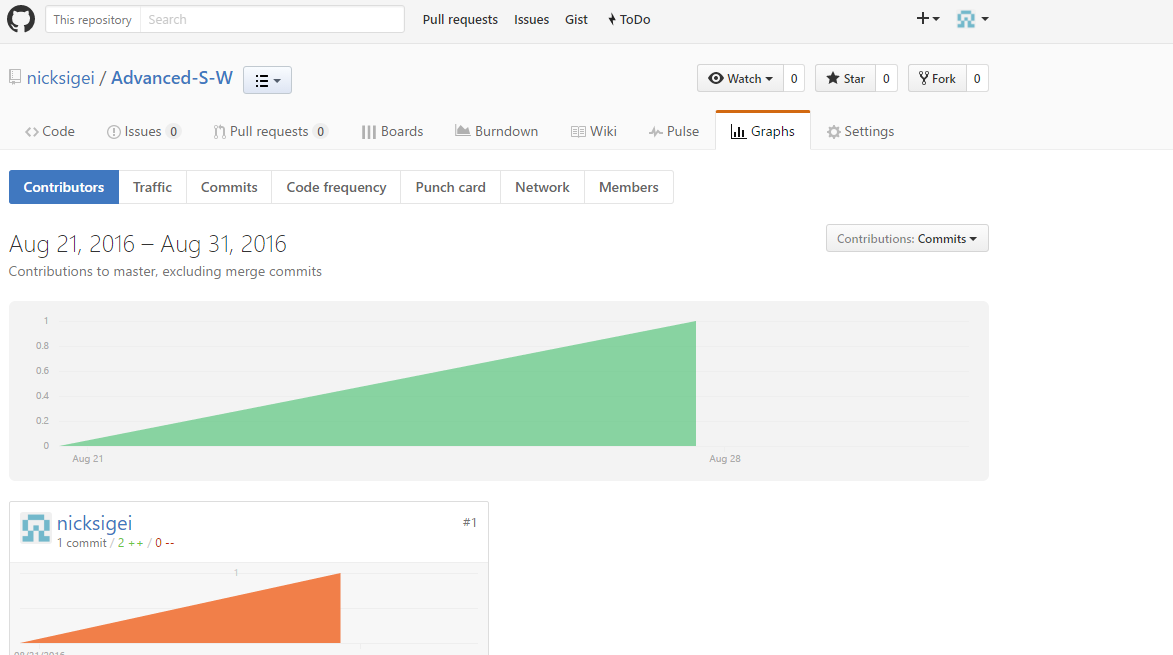 This repository Search Pull requests Issues Gist ToDo
nicksigei / Advanced-S-W Watch 0 Star 0 Fork 0
Code Issues 0 Pull requests 0 Boards Burndown Wiki Pulse Graphs Settings
Contributors Traffic Commits Code frequency Punch card Network Members
Aug 21, 2016 – Aug 31, 2016 Contributions: Commits
Contributions to master, excluding merge commits
1
0.8
0.6
0.4
0.2
0
Aug 21 Aug 28
nicksigei #1
1 commit / 2 ++ / 0 --
1